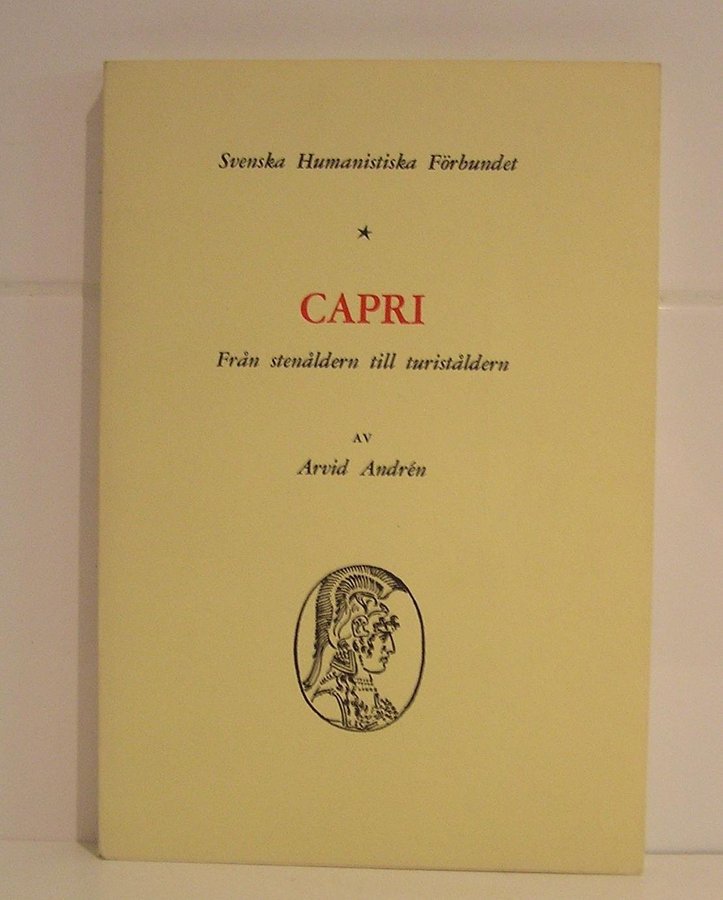 Svenska Humanistiska Förbundet
CAPRI
Från stenåldern till turiståldern
AV
Arvid Andrén